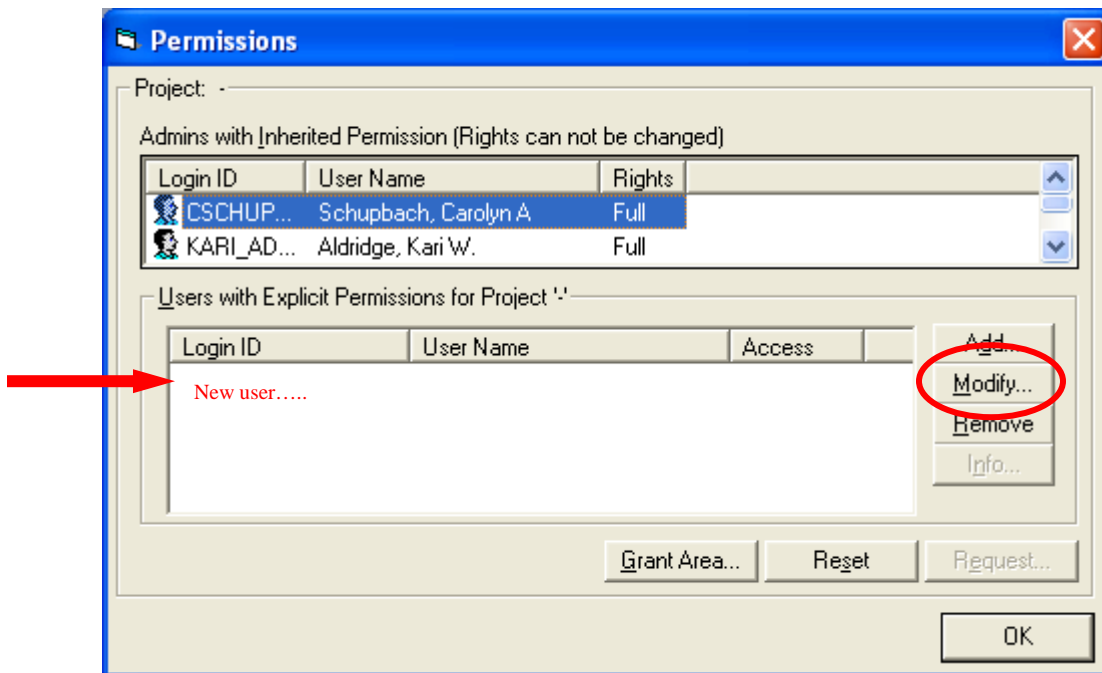 Permissions
Project: -
Admins with Inherited Permission (Rights can not be changed)
Login ID User Name Rights
CSCHUP... Schupbach, Carolyn A Full
KARI_AD... Aldridge, Kari W. Full
Users with Explicit Permissions for Project '-'
Login ID User Name Access
New user…..
Add...
Modify...
Remove
Info...
Grant Area... Reset Request...
OK